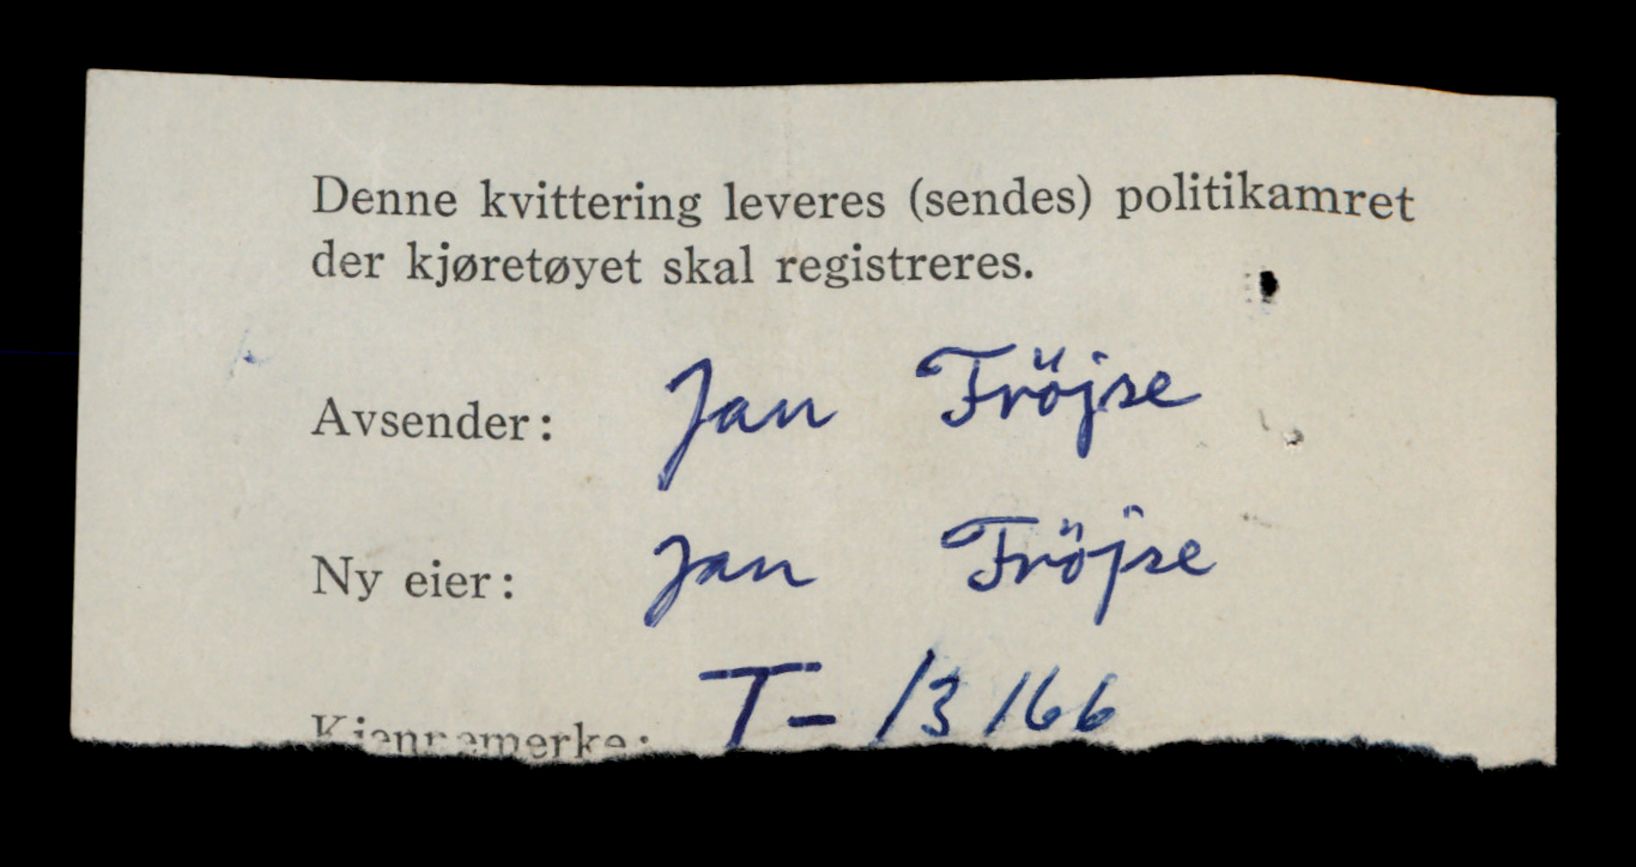 Denne kvittering leveres (sendes) politikamret
der kjøretøyet skal registreres.
Avsender: Jan Fröjse
Ny eier: Jan Fröjse
Kjennemerke: T- 13166